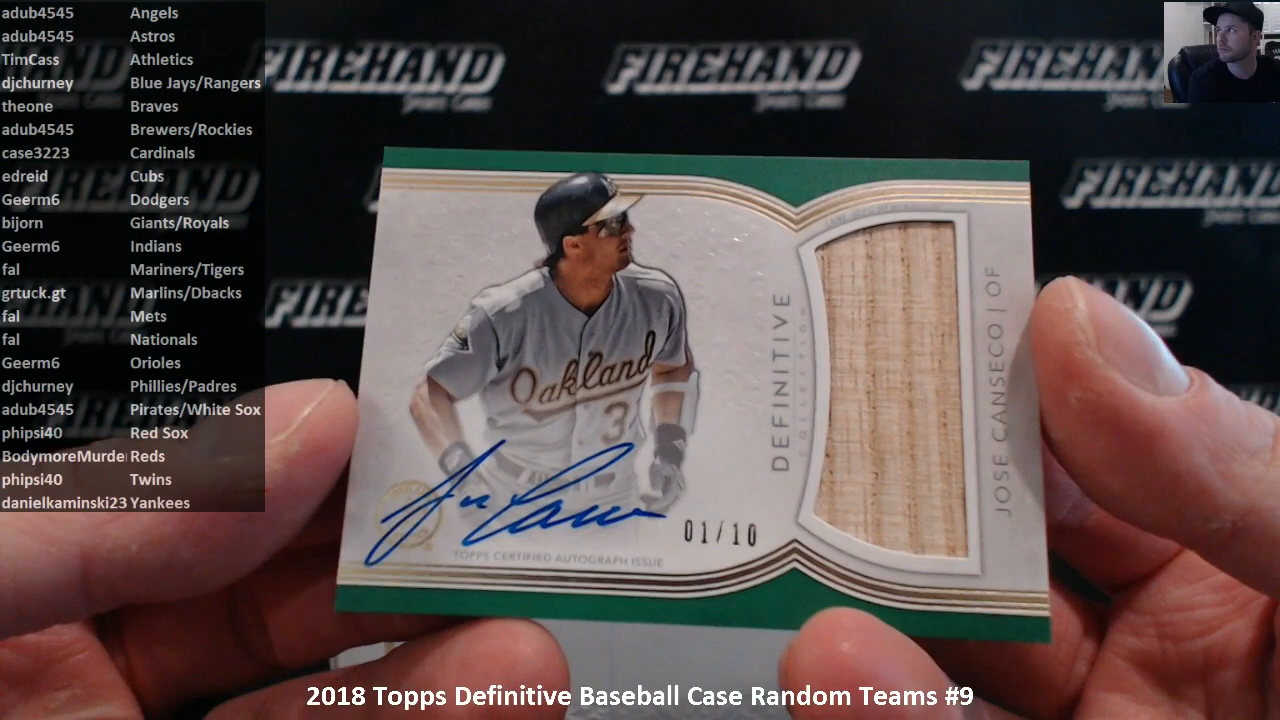 adub4545 Angels
adub4545 Astros
TimCass Athletics
djchurney Blue Jays/Rangers
theone Braves
adub4545 Brewers/Rockies
case3223 Cardinals
edreid Cubs
Geerm6 Dodgers
bijorn Giants/Royals
Geerm6 Indians
fal Mariners/Tigers
grtuck.gt Marlins/Dbacks
fal Mets
fal Nationals
Geerm6 Orioles
djchurney Phillies/Padres
adub4545 Pirates/White Sox
phipsi40 Red Sox
BodymoreMurde Reds
phipsi40 Twins
danielkaminski23 Yankees
FIREHAND FIREHAND FIREHAND
FIREHAND
FIREHAND
Oakland
3
DEFINITIVE
COLLECTION
JOSE CANSECO | OF
01/10
TOPPS CERTIFIED AUTOGRAPH ISSUE
2018 Topps Definitive Baseball Case Random Teams #9